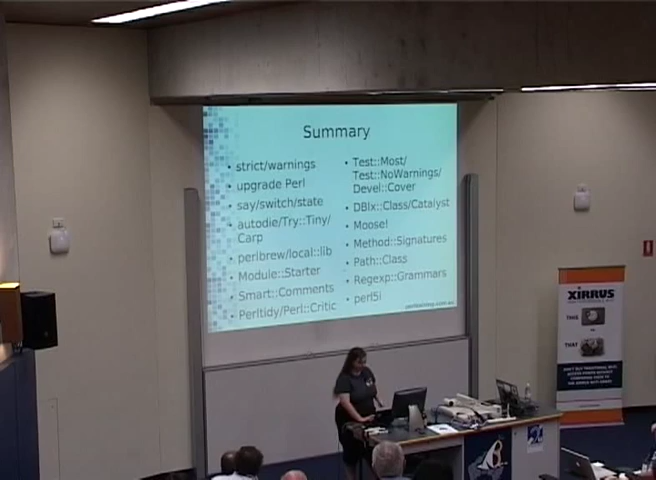 Summary
• strict/warnings
• upgrade Perl
• say/switch/state
• autodie/Try::Tiny/
Carp
• perlbrew/local::lib
• Module::Starter
• Smart::Comments
• Perltidy/Perl::Critic
• Test::Most/
Test::NoWarnings/
Devel::Cover
• DBIx::Class/Catalyst
• Moose!
• Method::Signatures
• Path::Class
• Regexp::Grammars
• perl5i
perltraining.com.au
XIRRUS
THIS
THAT